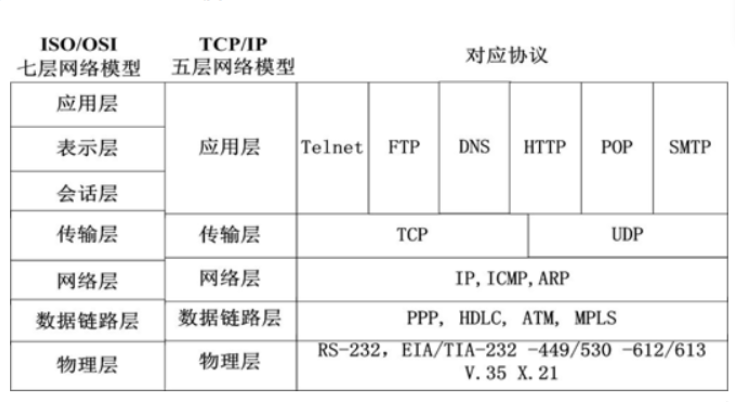 ISO/OSI TCP/IP 对应协议
七层网络模型 五层网络模型
应用层
表示层 应用层 Telnet FTP DNS HTTP POP SMTP
会话层
传输层 传输层 TCP UDP
网络层 网络层 IP,ICMP,ARP
数据链路层 数据链路层 PPP, HDLC, ATM, MPLS
物理层 物理层 RS-232, EIA/TIA-232 -449/530 -612/613
V.35 X.21